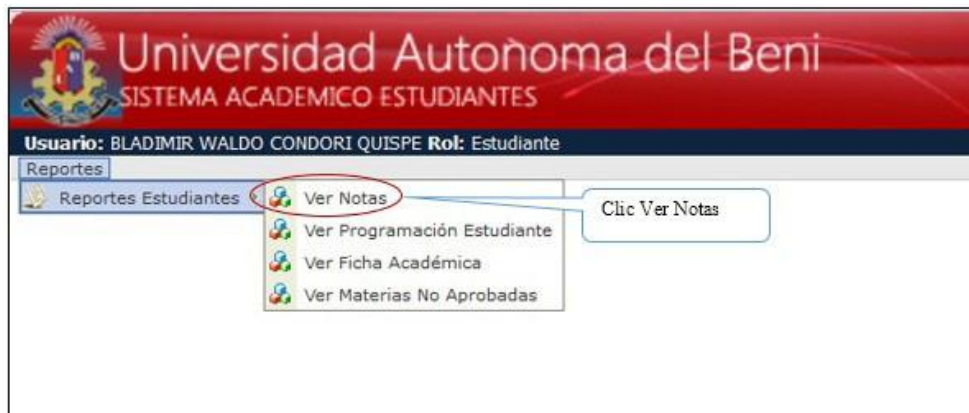 Universidad Autonoma del Beni
SISTEMA ACADEMICO ESTUDIANTES
Usuario: BLADIMIR WALDO CONDORI QUISPE Rol: Estudiante
Reportes
Reportes Estudiantes
Ver Notas
Clic Ver Notas
Ver Programación Estudiante
Ver Ficha Académica
Ver Materias No Aprobadas